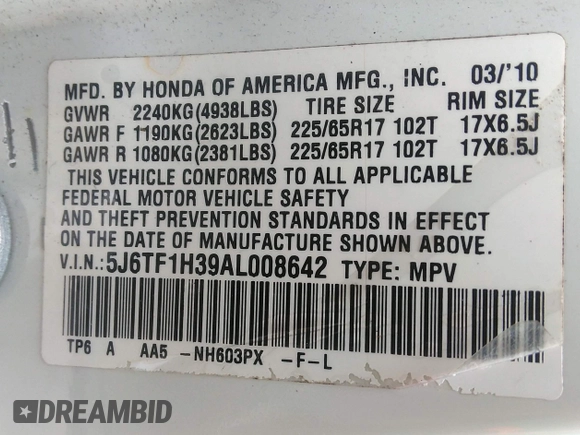 MFD. BY HONDA OF AMERICA MFG., INC. 03/'10
GVWR 2240KG(4938LBS) TIRE SIZE RIM SIZE
GAWR F 1190KG(2623LBS) 225/65R17 102T 17X6.5J
GAWR R 1080KG(2381LBS) 225/65R17 102T 17X6.5J
THIS VEHICLE CONFORMS TO ALL APPLICABLE
FEDERAL MOTOR VEHICLE SAFETY
AND THEFT PREVENTION STANDARDS IN EFFECT
ON THE DATE OF MANUFACTURE SHOWN ABOVE.
V.I.N.:5J6TF1H39AL008642 TYPE: MPV
TP6 A AA5 -NH603PX -F-L
DREAMBID